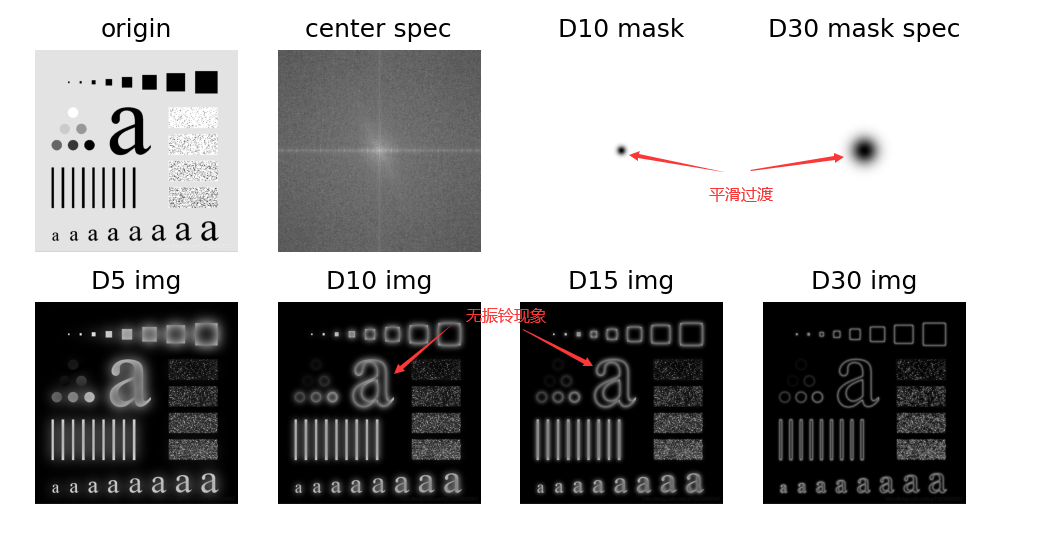 origin
center spec
D10 mask
D30 mask spec
a
平滑过渡
a a a a a a a a
D5 img
D10 img
D15 img
D30 img
无振铃现象
a
a
a
a
a a a a a a a a
a a a a a a a a
a a a a a a a a
a a a a a a a a